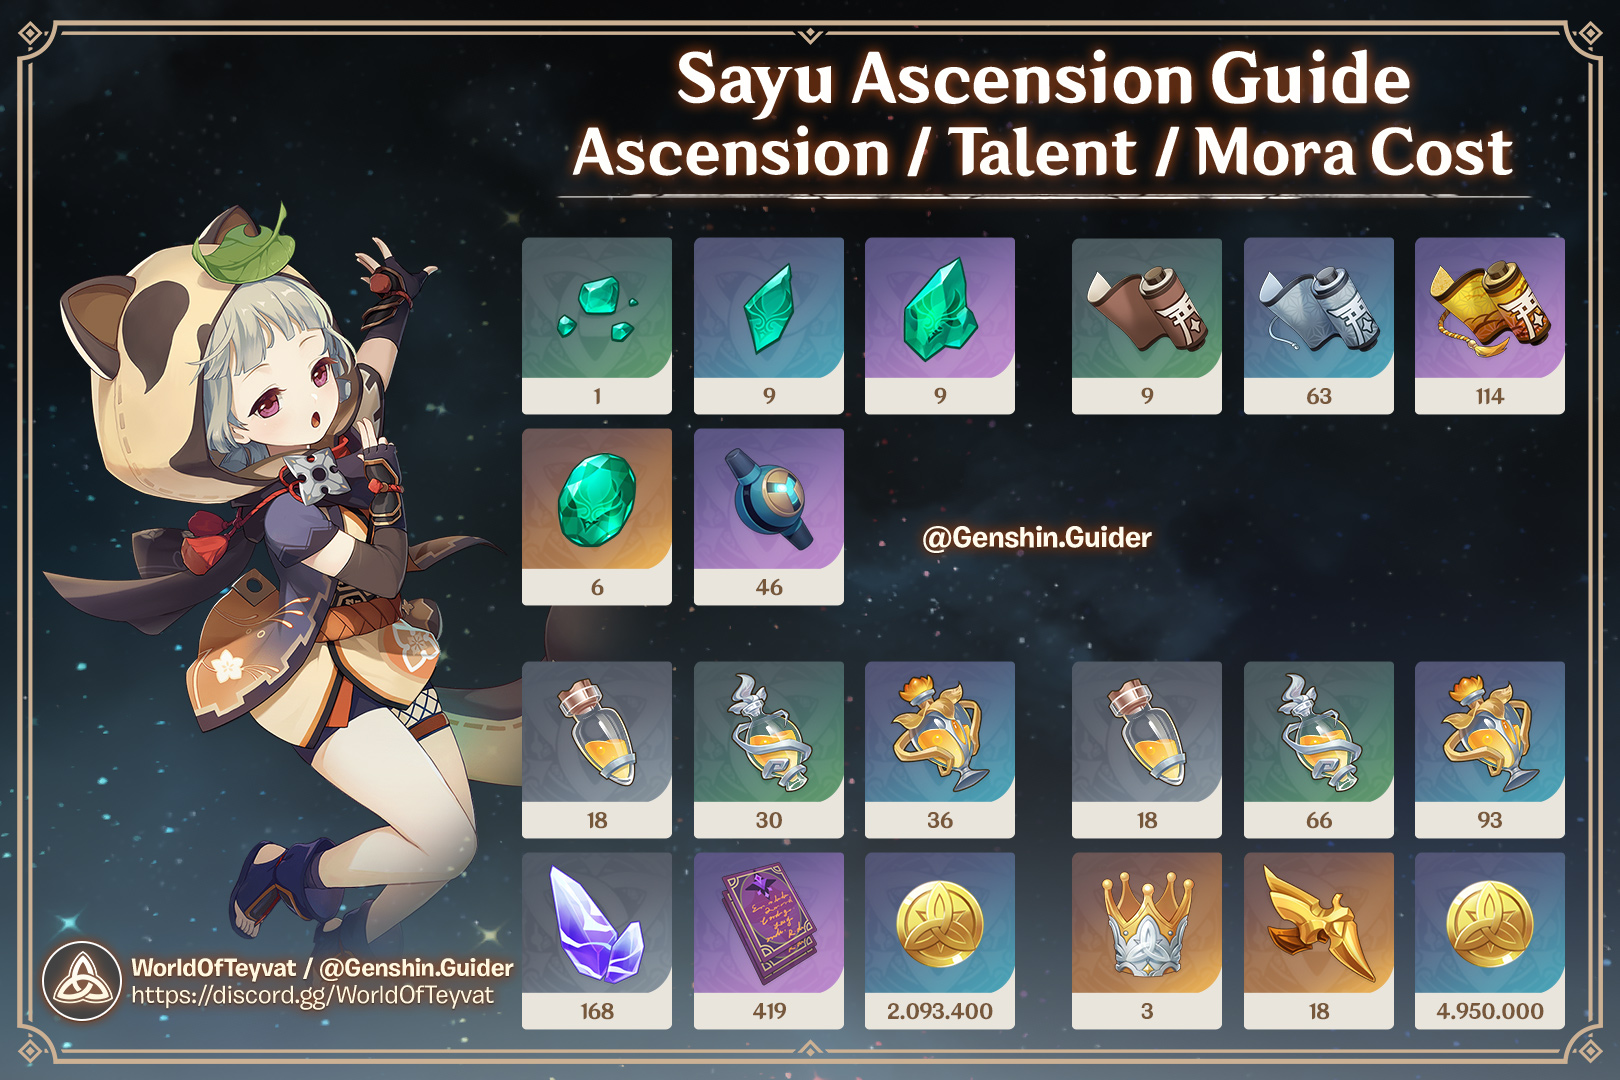 Sayu Ascension Guide
Ascension / Talent / Mora Cost
1 9 9 9 63 114
6 46
@Genshin.Guider
18 30 36 18 66 93
168 419 2.093.400 3 18 4.950.000
WorldOfTeyvat / @Genshin.Guider
https://discord.gg/WorldOfTeyvat